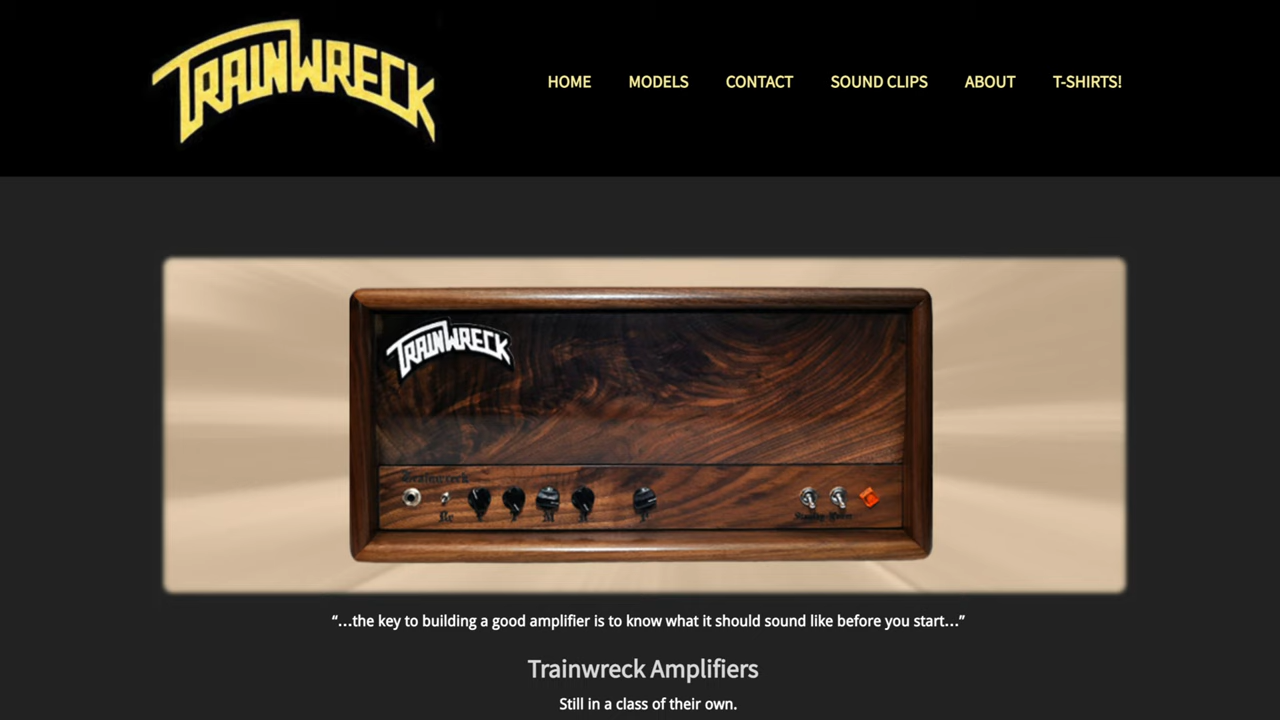 TRAINWRECK
HOME MODELS CONTACT SOUND CLIPS ABOUT T-SHIRTS!
TRAINWRECK
Trainwreck
“…the key to building a good amplifier is to know what it should sound like before you start…”
Trainwreck Amplifiers
Still in a class of their own.